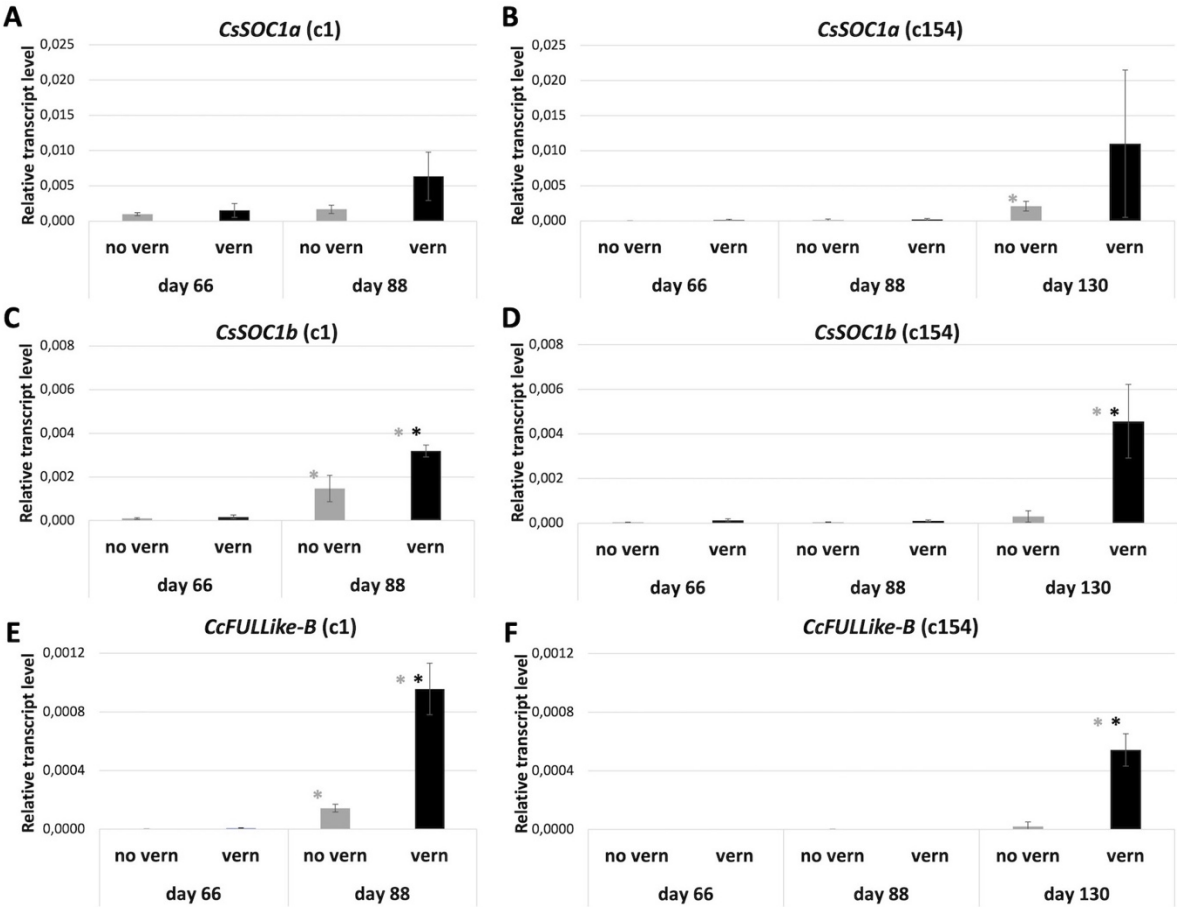 A
CsSOC1a (c1)
Relative transcript level
0,025
0,020
0,015
0,010
0,005
0,000
no vern vern no vern vern
day 66 day 88
B
CsSOC1a (c154)
Relative transcript level
0,025
0,020
0,015
0,010
0,005
0,000
*
no vern vern no vern vern no vern vern
day 66 day 88 day 130
C
CsSOC1b (c1)
Relative transcript level
0,008
0,006
0,004
0,002
0,000
* * *
no vern vern no vern vern
day 66 day 88
D
CsSOC1b (c154)
Relative transcript level
0,008
0,006
0,004
0,002
0,000
* *
no vern vern no vern vern no vern vern
day 66 day 88 day 130
E
CcFULLike-B (c1)
Relative transcript level
0,0012
0,0008
0,0004
0,0000
* * *
no vern vern no vern vern
day 66 day 88
F
CcFULLike-B (c154)
Relative transcript level
0,0012
0,0008
0,0004
0,0000
* *
no vern vern no vern vern no vern vern
day 66 day 88 day 130